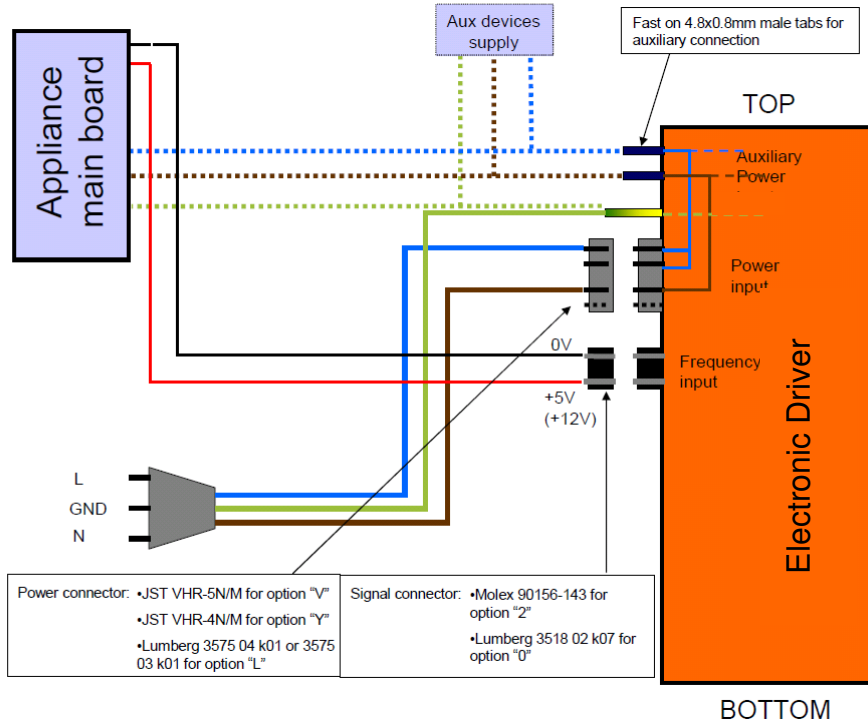 Aux devices
supply
Fast on 4.8x0.8mm male tabs for
auxiliary connection
Appliance
main board
TOP
Auxiliary
Power
Power
input
0V
Frequency
input
+5V
(+12V)
Electronic Driver
L
GND
N
Power connector: •JST VHR-5N/M for option “V”
•JST VHR-4N/M for option “Y”
•Lumberg 3575 04 k01 or 3575
03 k01 for option “L”
Signal connector: •Molex 90156-143 for
option “2”
•Lumberg 3518 02 k07 for
option “0”
BOTTOM